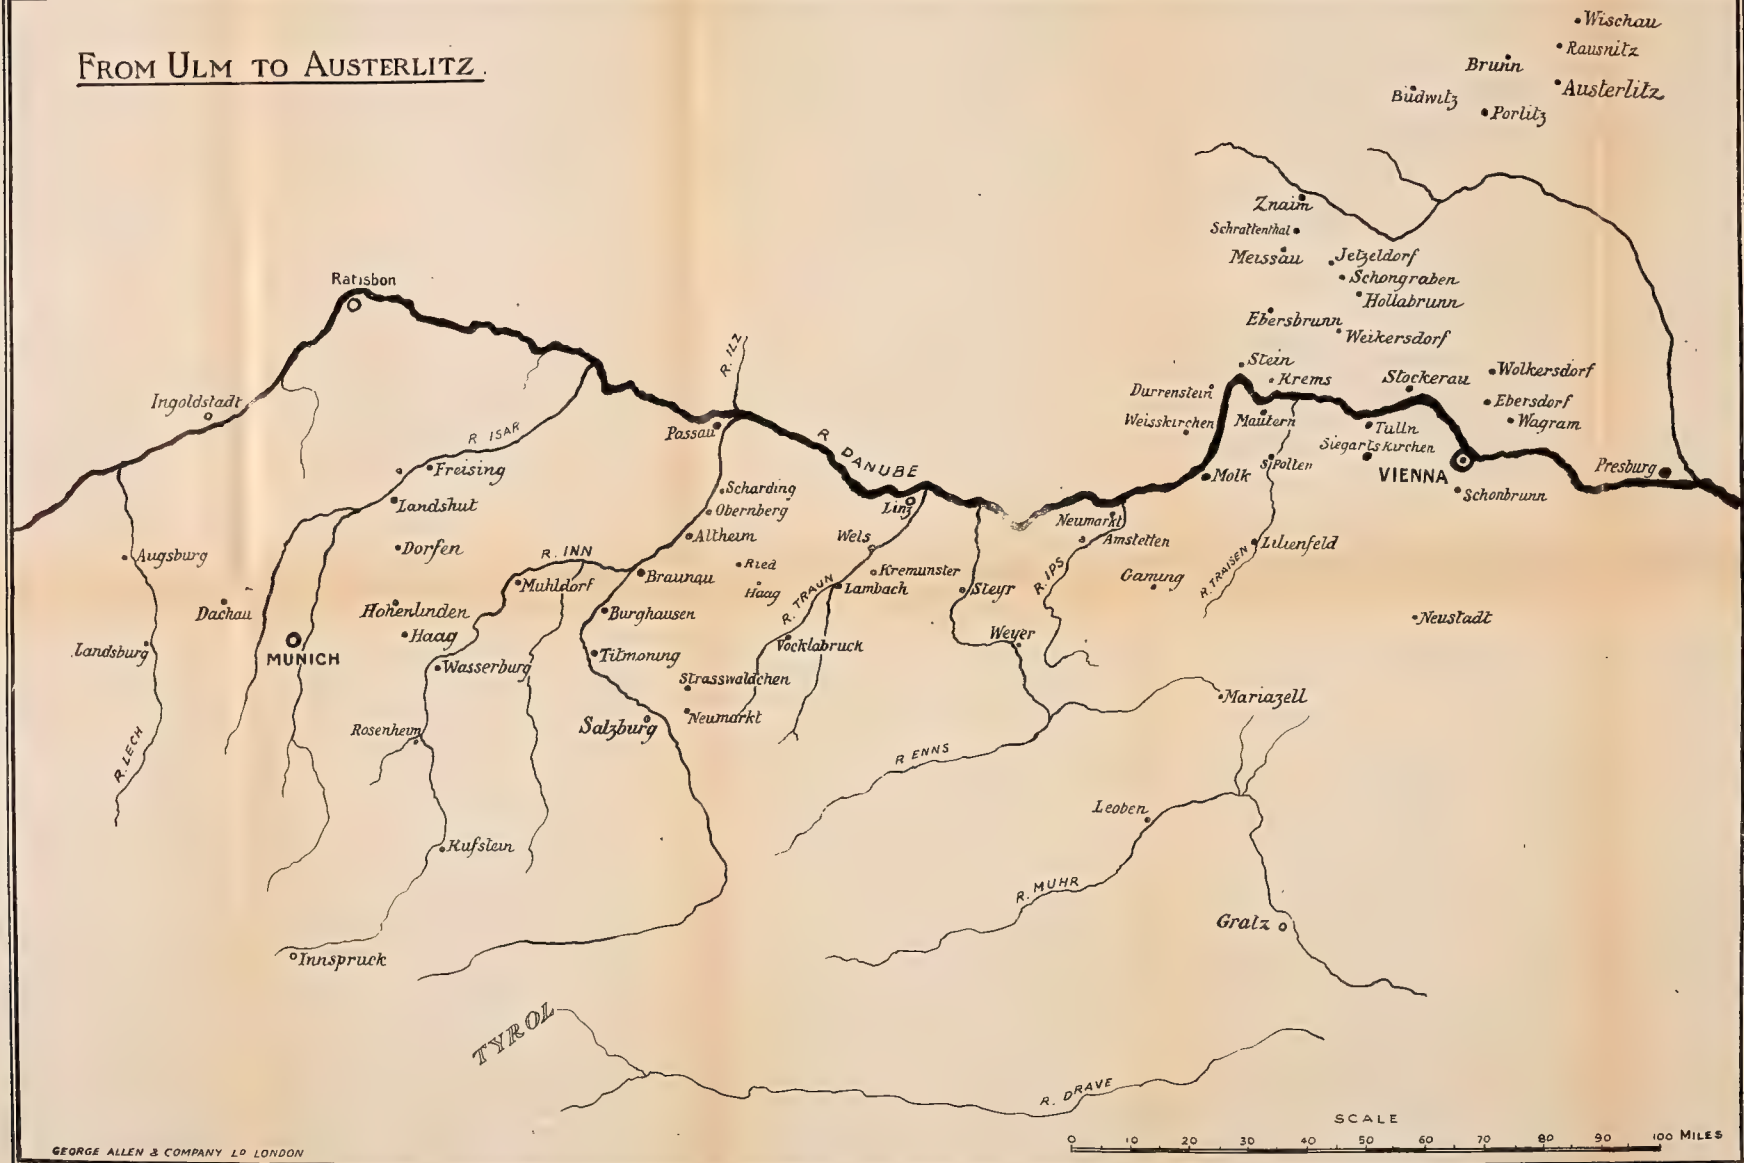 FROM ULM TO AUSTERLITZ.
Wischau
Rausnitz
Brunn
Austerlitz
Budwitz
Porlitz
Znaim
Schrattenthal
Meissau
Jetzeldorf
Schongraben
Hollabrunn
Ebersbrunn
Weikersdorf
Ratisbon
R. ILZ
Stein
Krems
Durrenstein
Stockerau
Wolkersdorf
Ebersdorf
Wagram
Ingoldstadt
Weisskirchen
Mautern
Tulln
Siegartskirchen
R ISAR
Passau
R DANUBE
Freising
Molk
St Polten
VIENNA
Presburg
Schonbrunn
Landshut
Scharding
Obernberg
Linz
Neumarkt
Amstetten
Altheim
Wels
Lilienfeld
Augsburg
Dorfen
R. INN
Braunau
Ried
Haag
Kremunster
Lambach
Steyr
R. IPS
Gamung
R. TRAISEN
Muhldorf
R. TRAUN
Dachau
Hohenlinden
Haag
Burghausen
Neustadt
Landsburg
MUNICH
Wasserburg
Titmoning
Vocklabruck
Weyer
Strasswalchen
Mariazell
Neumarkt
Salzburg
Rosenheim
R. LECH
R ENNS
Leoben
Kufstein
R. MUHR
Gratz
Innspruck
TYROL
R. DRAVE
SCALE
0 10 20 30 40 50 60 70 80 90 100 MILES
GEORGE ALLEN & COMPANY LD LONDON